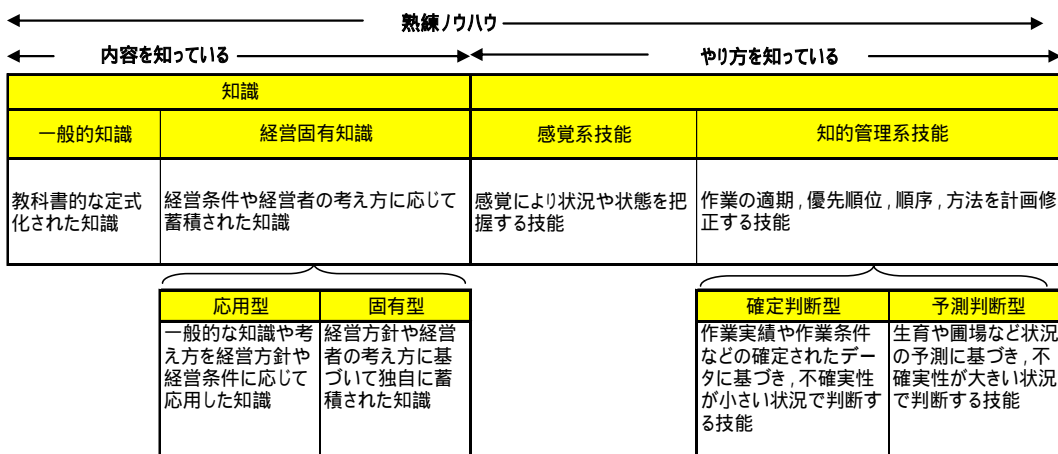 熟練ノウハウ
内容を知っている
やり方を知っている
知識
一般的知識
経営固有知識
感覚系技能
知的管理系技能
教科書的な定式
化された知識
経営条件や経営者の考え方に応じて
蓄積された知識
感覚により状況や状態を把
握する技能
作業の適期，優先順位，順序，方法を計画修
正する技能
応用型
固有型
確定判断型
予測判断型
一般的な知識や考
え方を経営方針や
経営条件に応じて
応用した知識
経営方針や経営
者の考え方に基
づいて独自に蓄
積された知識
作業実績や作業条件
などの確定されたデー
タに基づき，不確実性
が小さい状況で判断す
る技能
生育や圃場など状況
の予測に基づき，不
確実性が大きい状況
で判断する技能